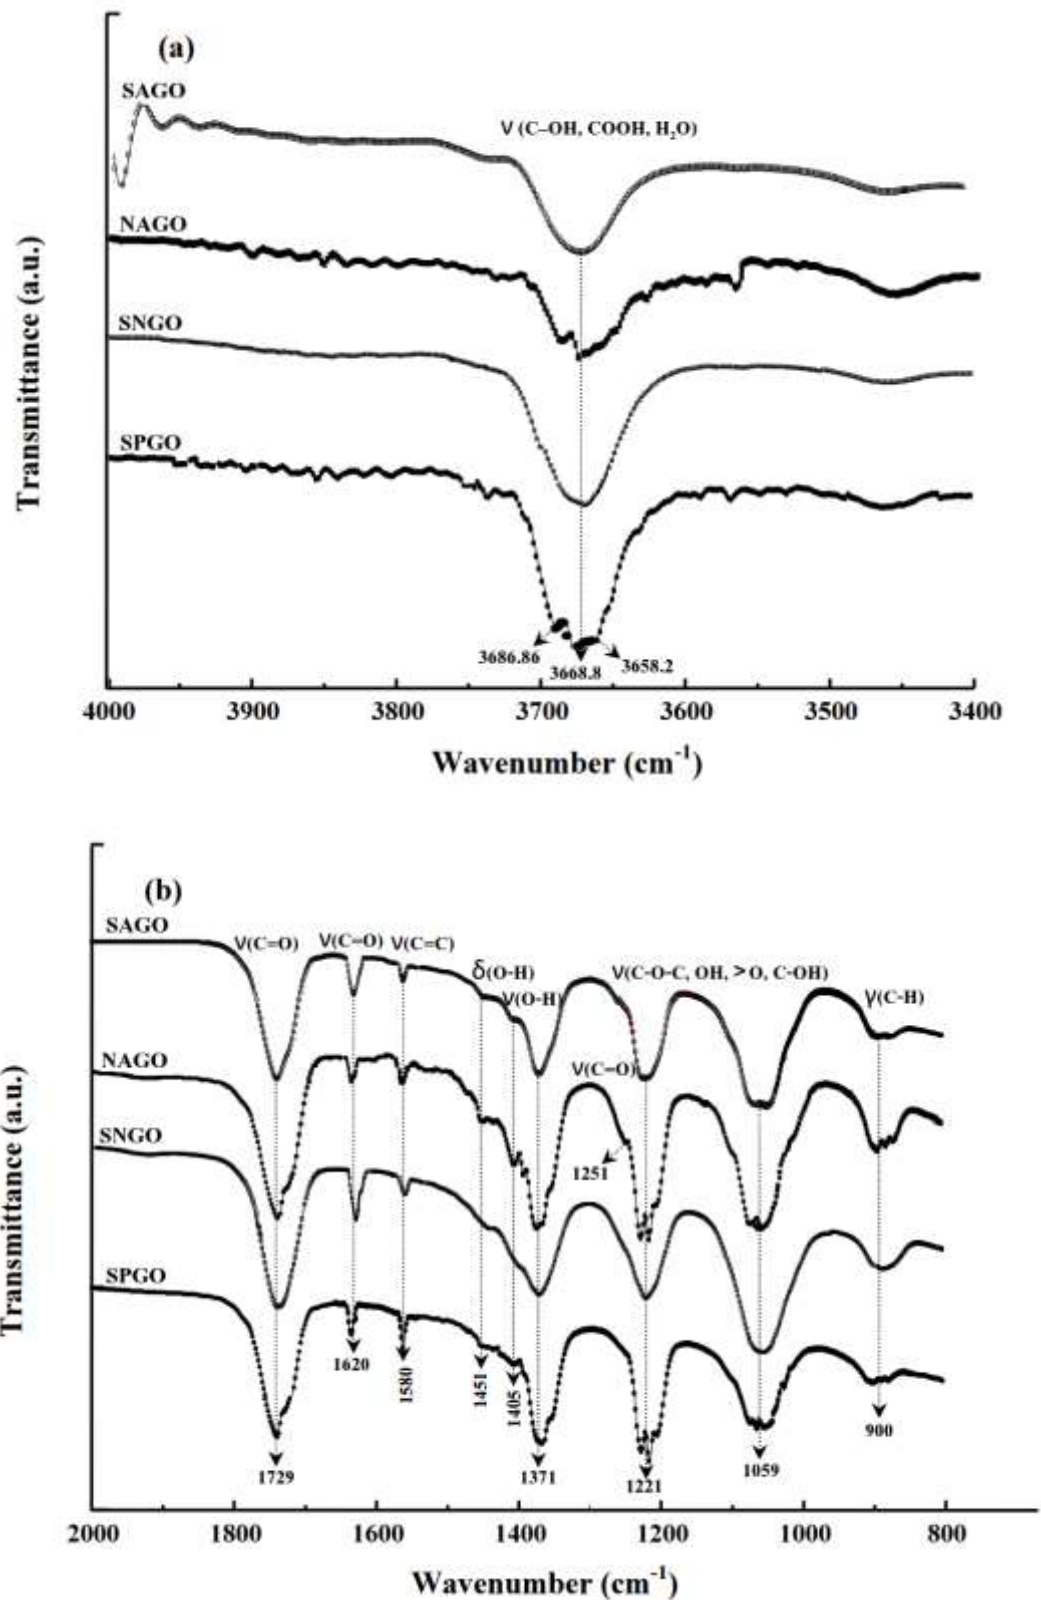 (a)
SAGO
ν (C–OH, COOH, H₂O)
NAGO
SNGO
SPGO
3686.86
3668.8
3658.2
4000 3900 3800 3700 3600 3500 3400
Wavenumber (cm⁻¹)
Transmittance (a.u.)
(b)
SAGO
ν(C=O) ν(C=O) ν(C=C)
δ(O-H)
ν(O-H)
ν(C-O-C, OH, >O, C-OH)
γ(C-H)
NAGO
ν(C=O)
SNGO
1251
SPGO
1620
1580
1451
1405
900
1729
1371
1221
1059
2000 1800 1600 1400 1200 1000 800
Wavenumber (cm⁻¹)
Transmittance (a.u.)